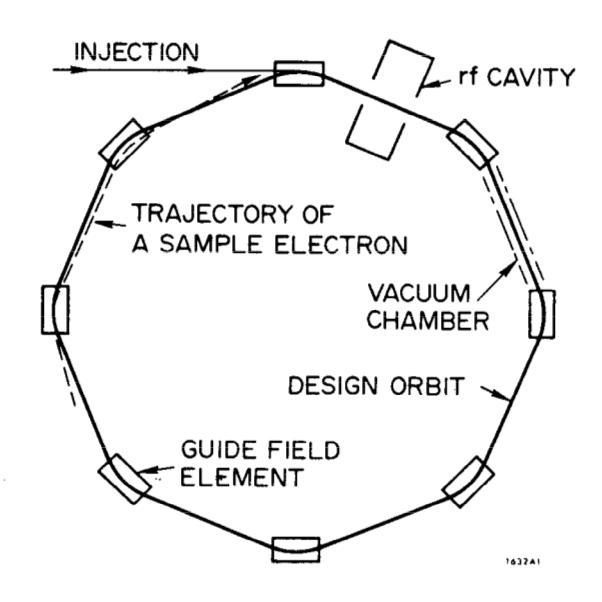 INJECTION
rf CAVITY
TRAJECTORY OF
A SAMPLE ELECTRON
VACUUM
CHAMBER
DESIGN ORBIT
GUIDE FIELD
ELEMENT
1632A1